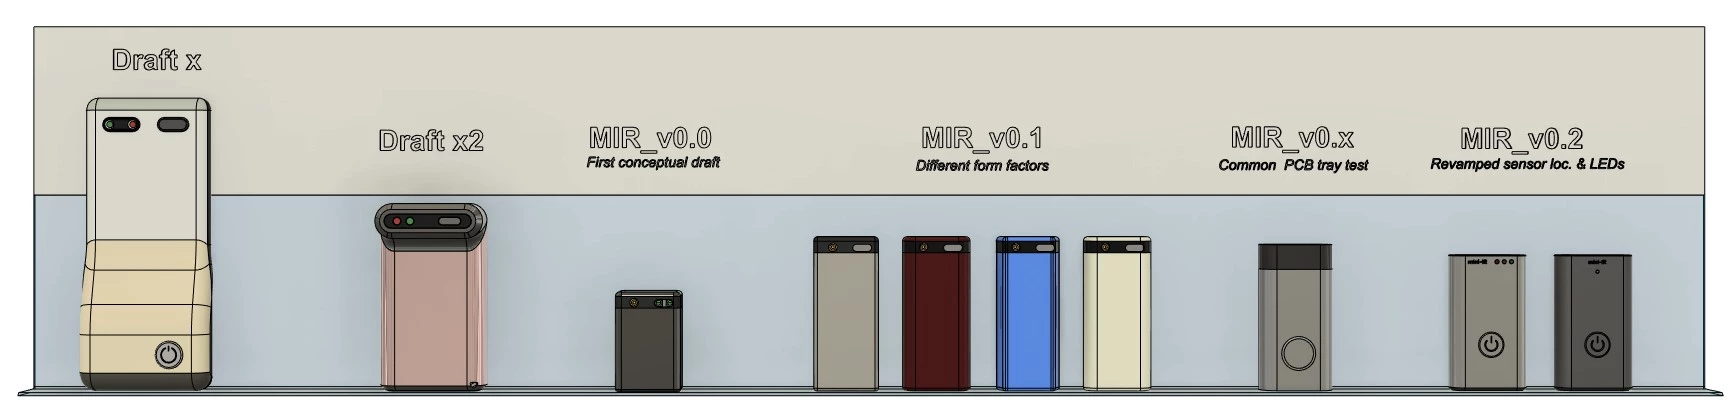 Draft x
Draft x2
MIR_v0.0
First conceptual draft
MIR_v0.1
Different form factors
MIR_v0.x
Common PCB tray test
MIR_v0.2
Revamped sensor loc. & LEDs